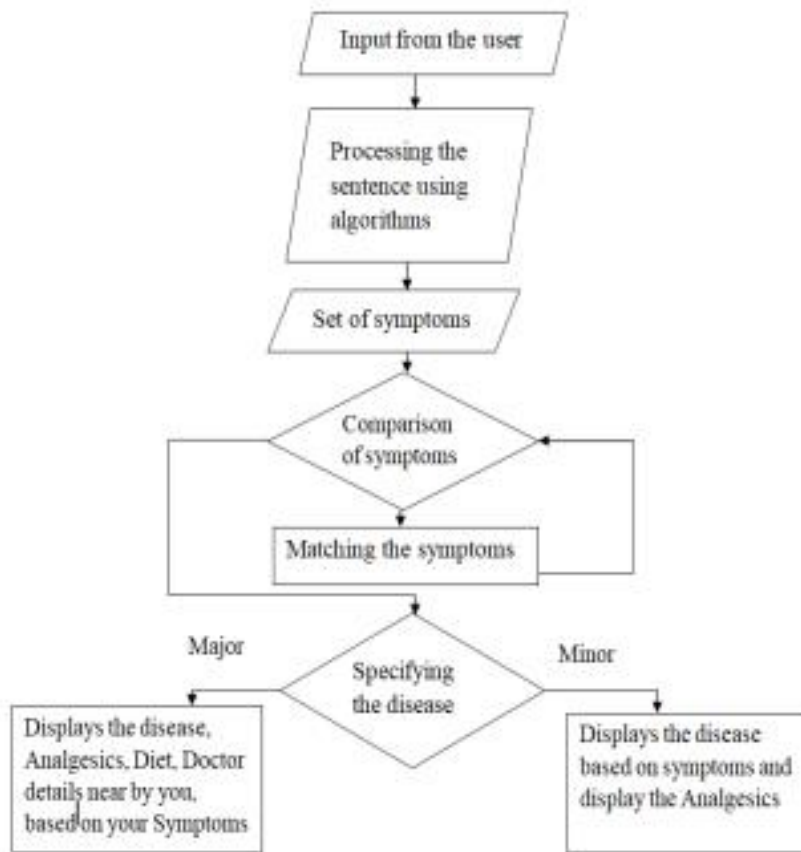 Input from the user
Processing the
sentence using
algorithms
Set of symptoms
Comparison
of symptoms
Matching the symptoms
Major
Specifying
the disease
Minor
Displays the disease,
Analgesics, Diet, Doctor
details near by you,
based on your Symptoms
Displays the disease
based on symptoms and
display the Analgesics